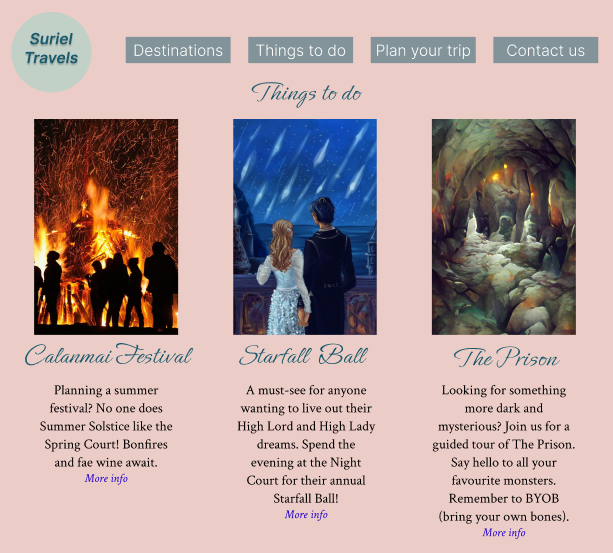 Suriel
Travels
Destinations
Things to do
Plan your trip
Contact us
Things to do
Calanmai Festival
Planning a summer
festival? No one does
Summer Solstice like the
Spring Court! Bonfires
and fae wine await.
More info
Starfall Ball
A must-see for anyone
wanting to live out their
High Lord and High Lady
dreams. Spend the
evening at the Night
Court for their annual
Starfall Ball!
More info
The Prison
Looking for something
more dark and
mysterious? Join us for a
guided tour of The Prison.
Say hello to all your
favourite monsters.
Remember to BYOB
(bring your own bones).
More info